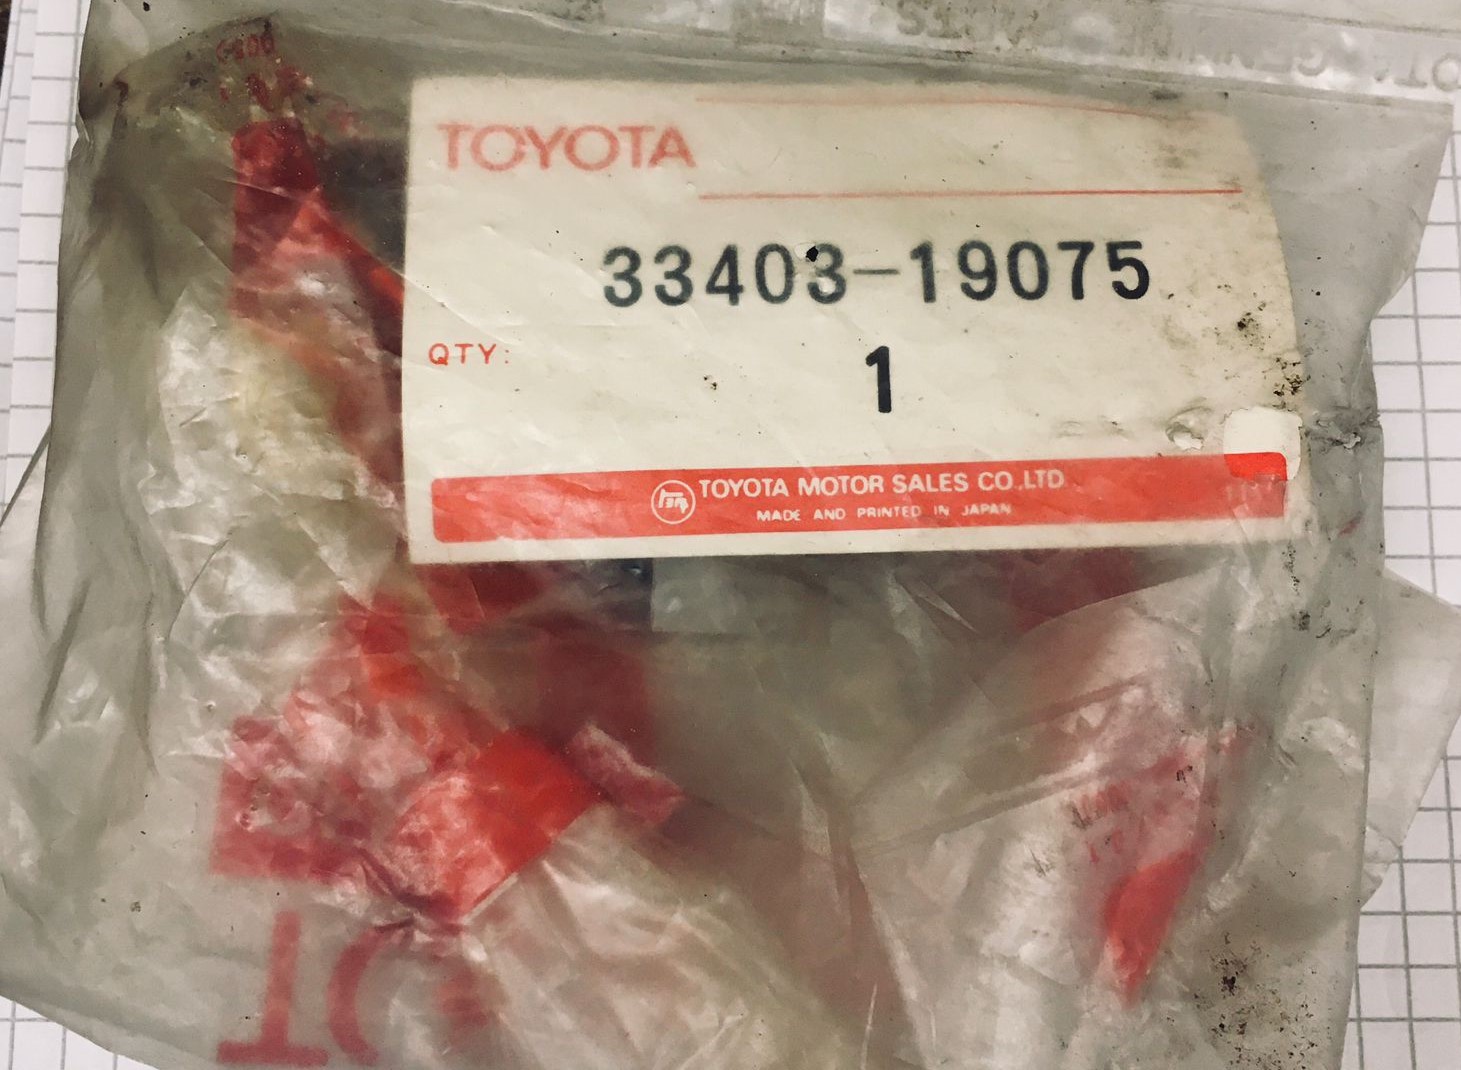 TOYOTA
33403-19075
QTY:
1
TOYOTA MOTOR SALES CO.,LTD.
MADE AND PRINTED IN JAPAN